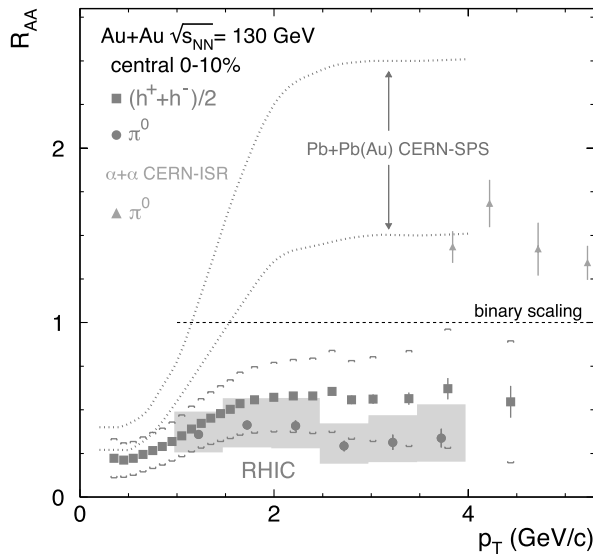 R_AA
Au+Au √s_NN = 130 GeV
central 0-10%
(h⁺+h⁻)/2
π⁰
α+α CERN-ISR
π⁰
Pb+Pb(Au) CERN-SPS
binary scaling
RHIC
2
1
0
0 2 4
p_T (GeV/c)